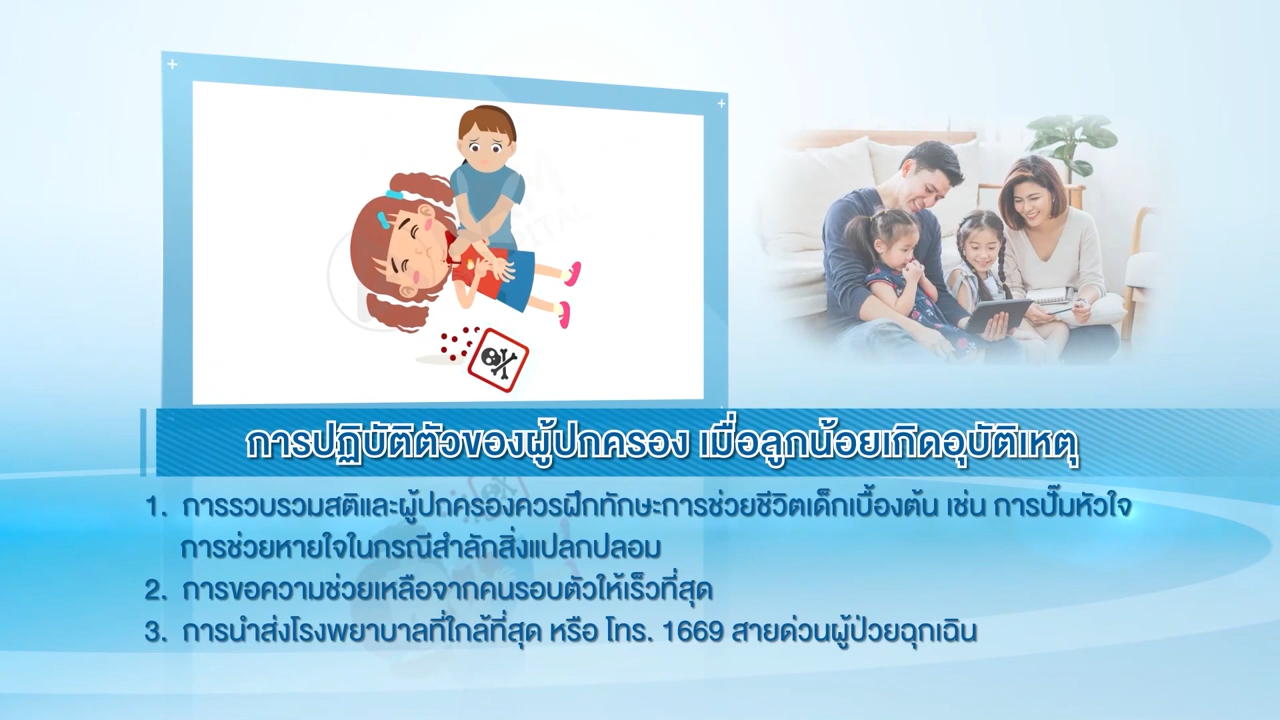 การปฏิบัติตัวของผู้ปกครอง เมื่อลูกน้อยเกิดอุบัติเหตุ
1. การรวบรวมสติและผู้ปกครองควรฝึกทักษะการช่วยชีวิตเด็กเบื้องต้น เช่น การปั๊มหัวใจ
การช่วยหายใจในกรณีสำลักสิ่งแปลกปลอม
2. การขอความช่วยเหลือจากคนรอบตัวให้เร็วที่สุด
3. การนำส่งโรงพยาบาลที่ใกล้ที่สุด หรือ โทร. 1669 สายด่วนผู้ป่วยฉุกเฉิน